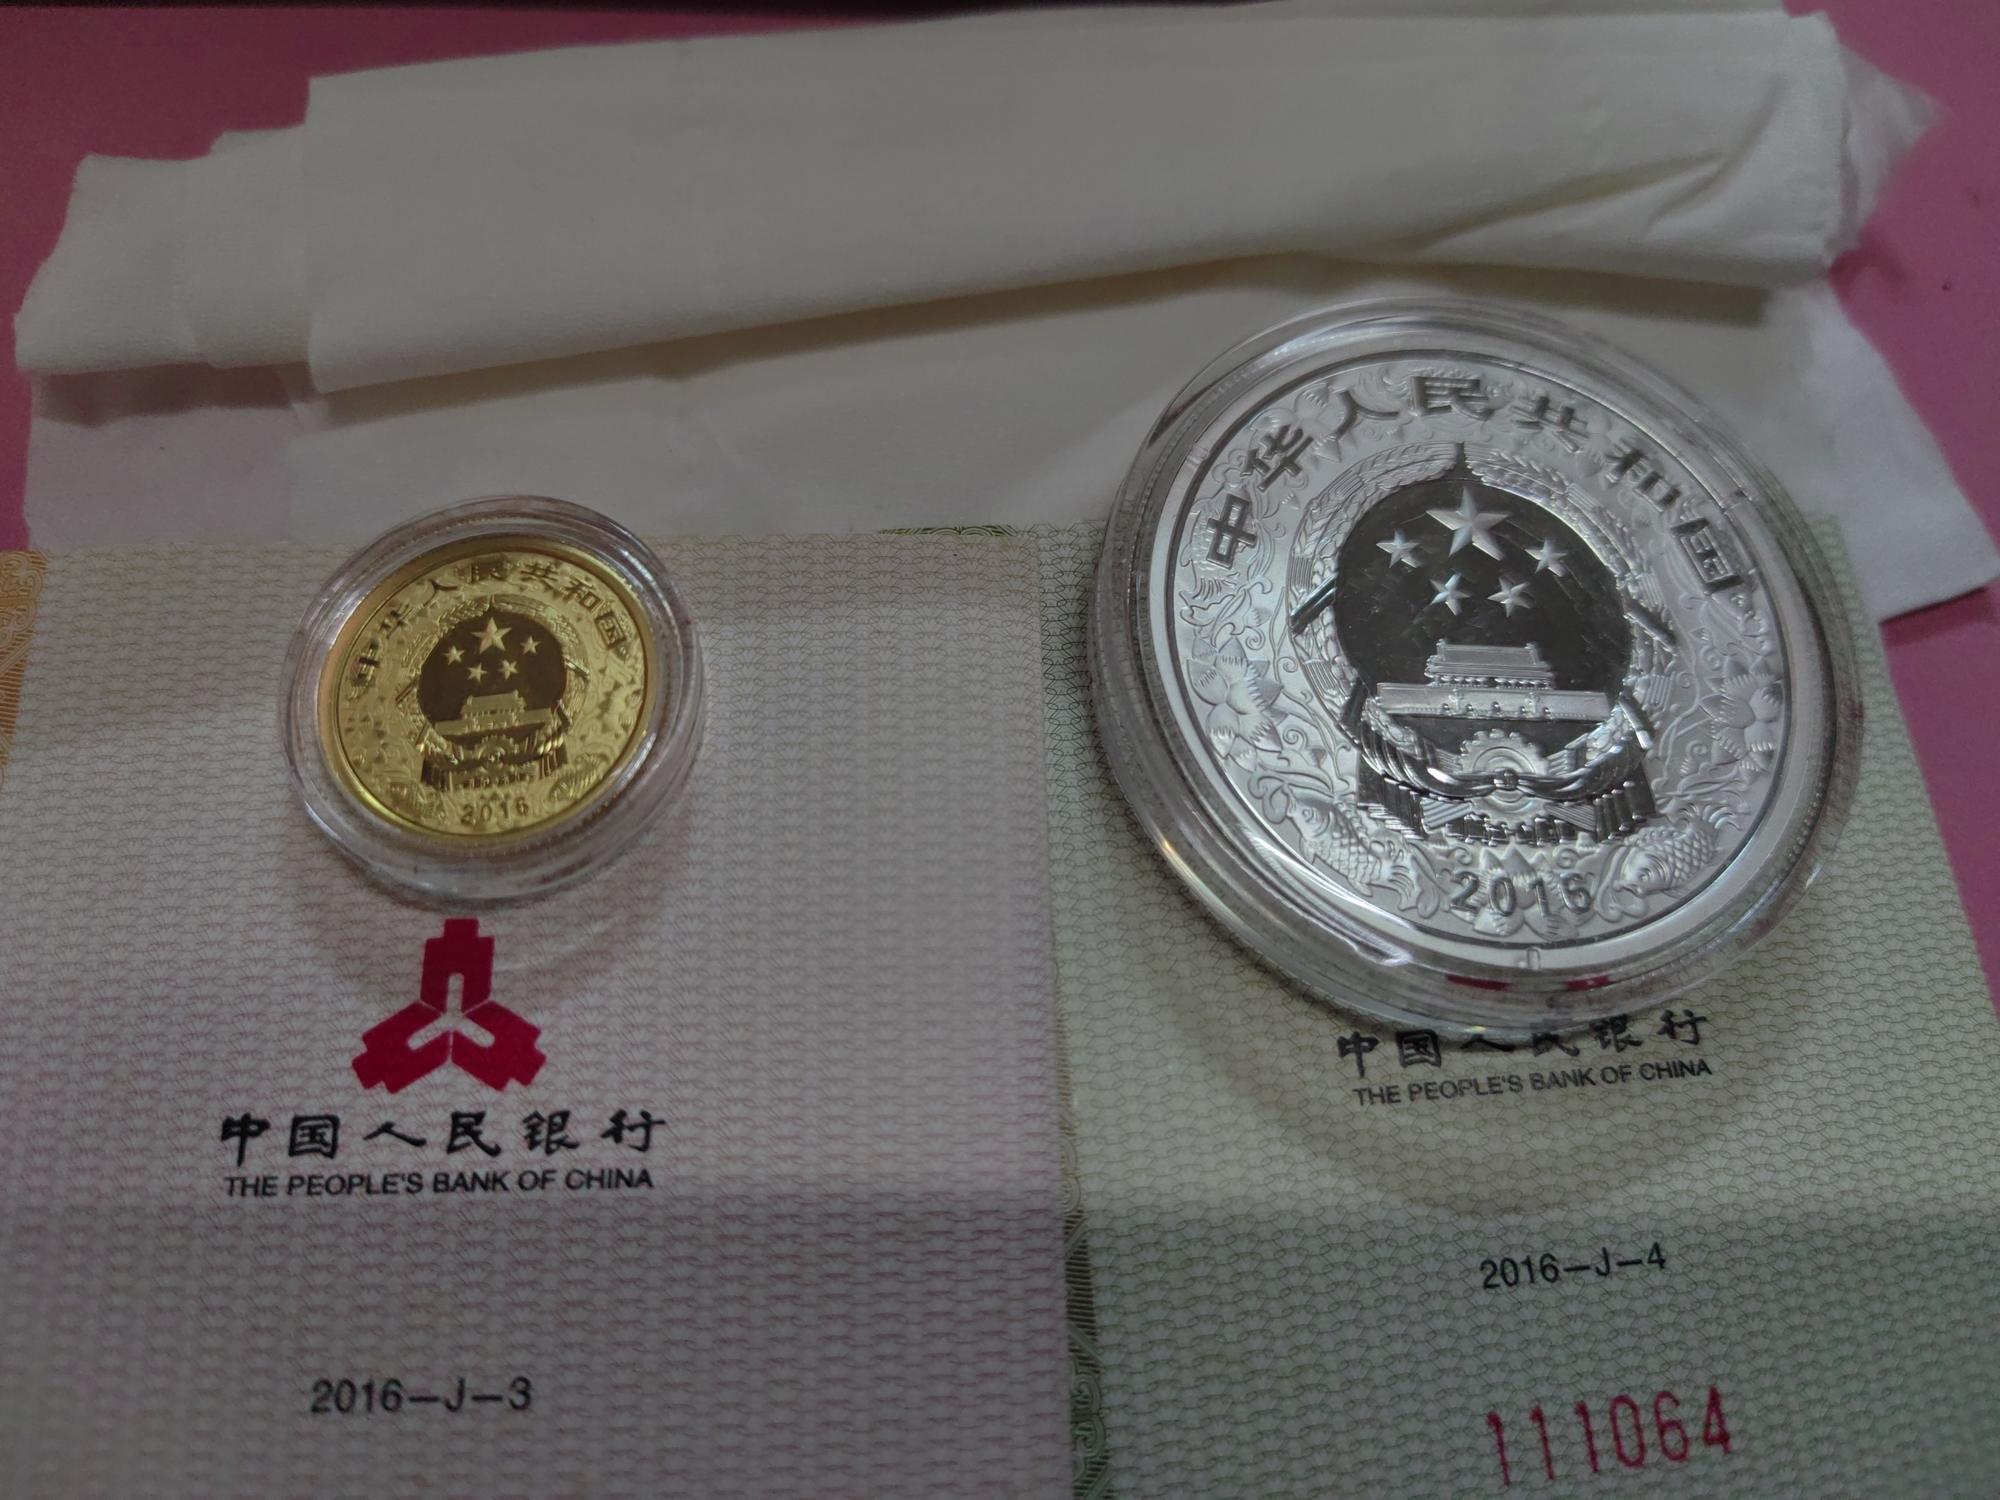 中华人民共和国
2016
中国人民银行
THE PEOPLE'S BANK OF CHINA
2016-J-3
中华人民共和国
2016
中国人民银行
THE PEOPLE'S BANK OF CHINA
2016-J-4
111064